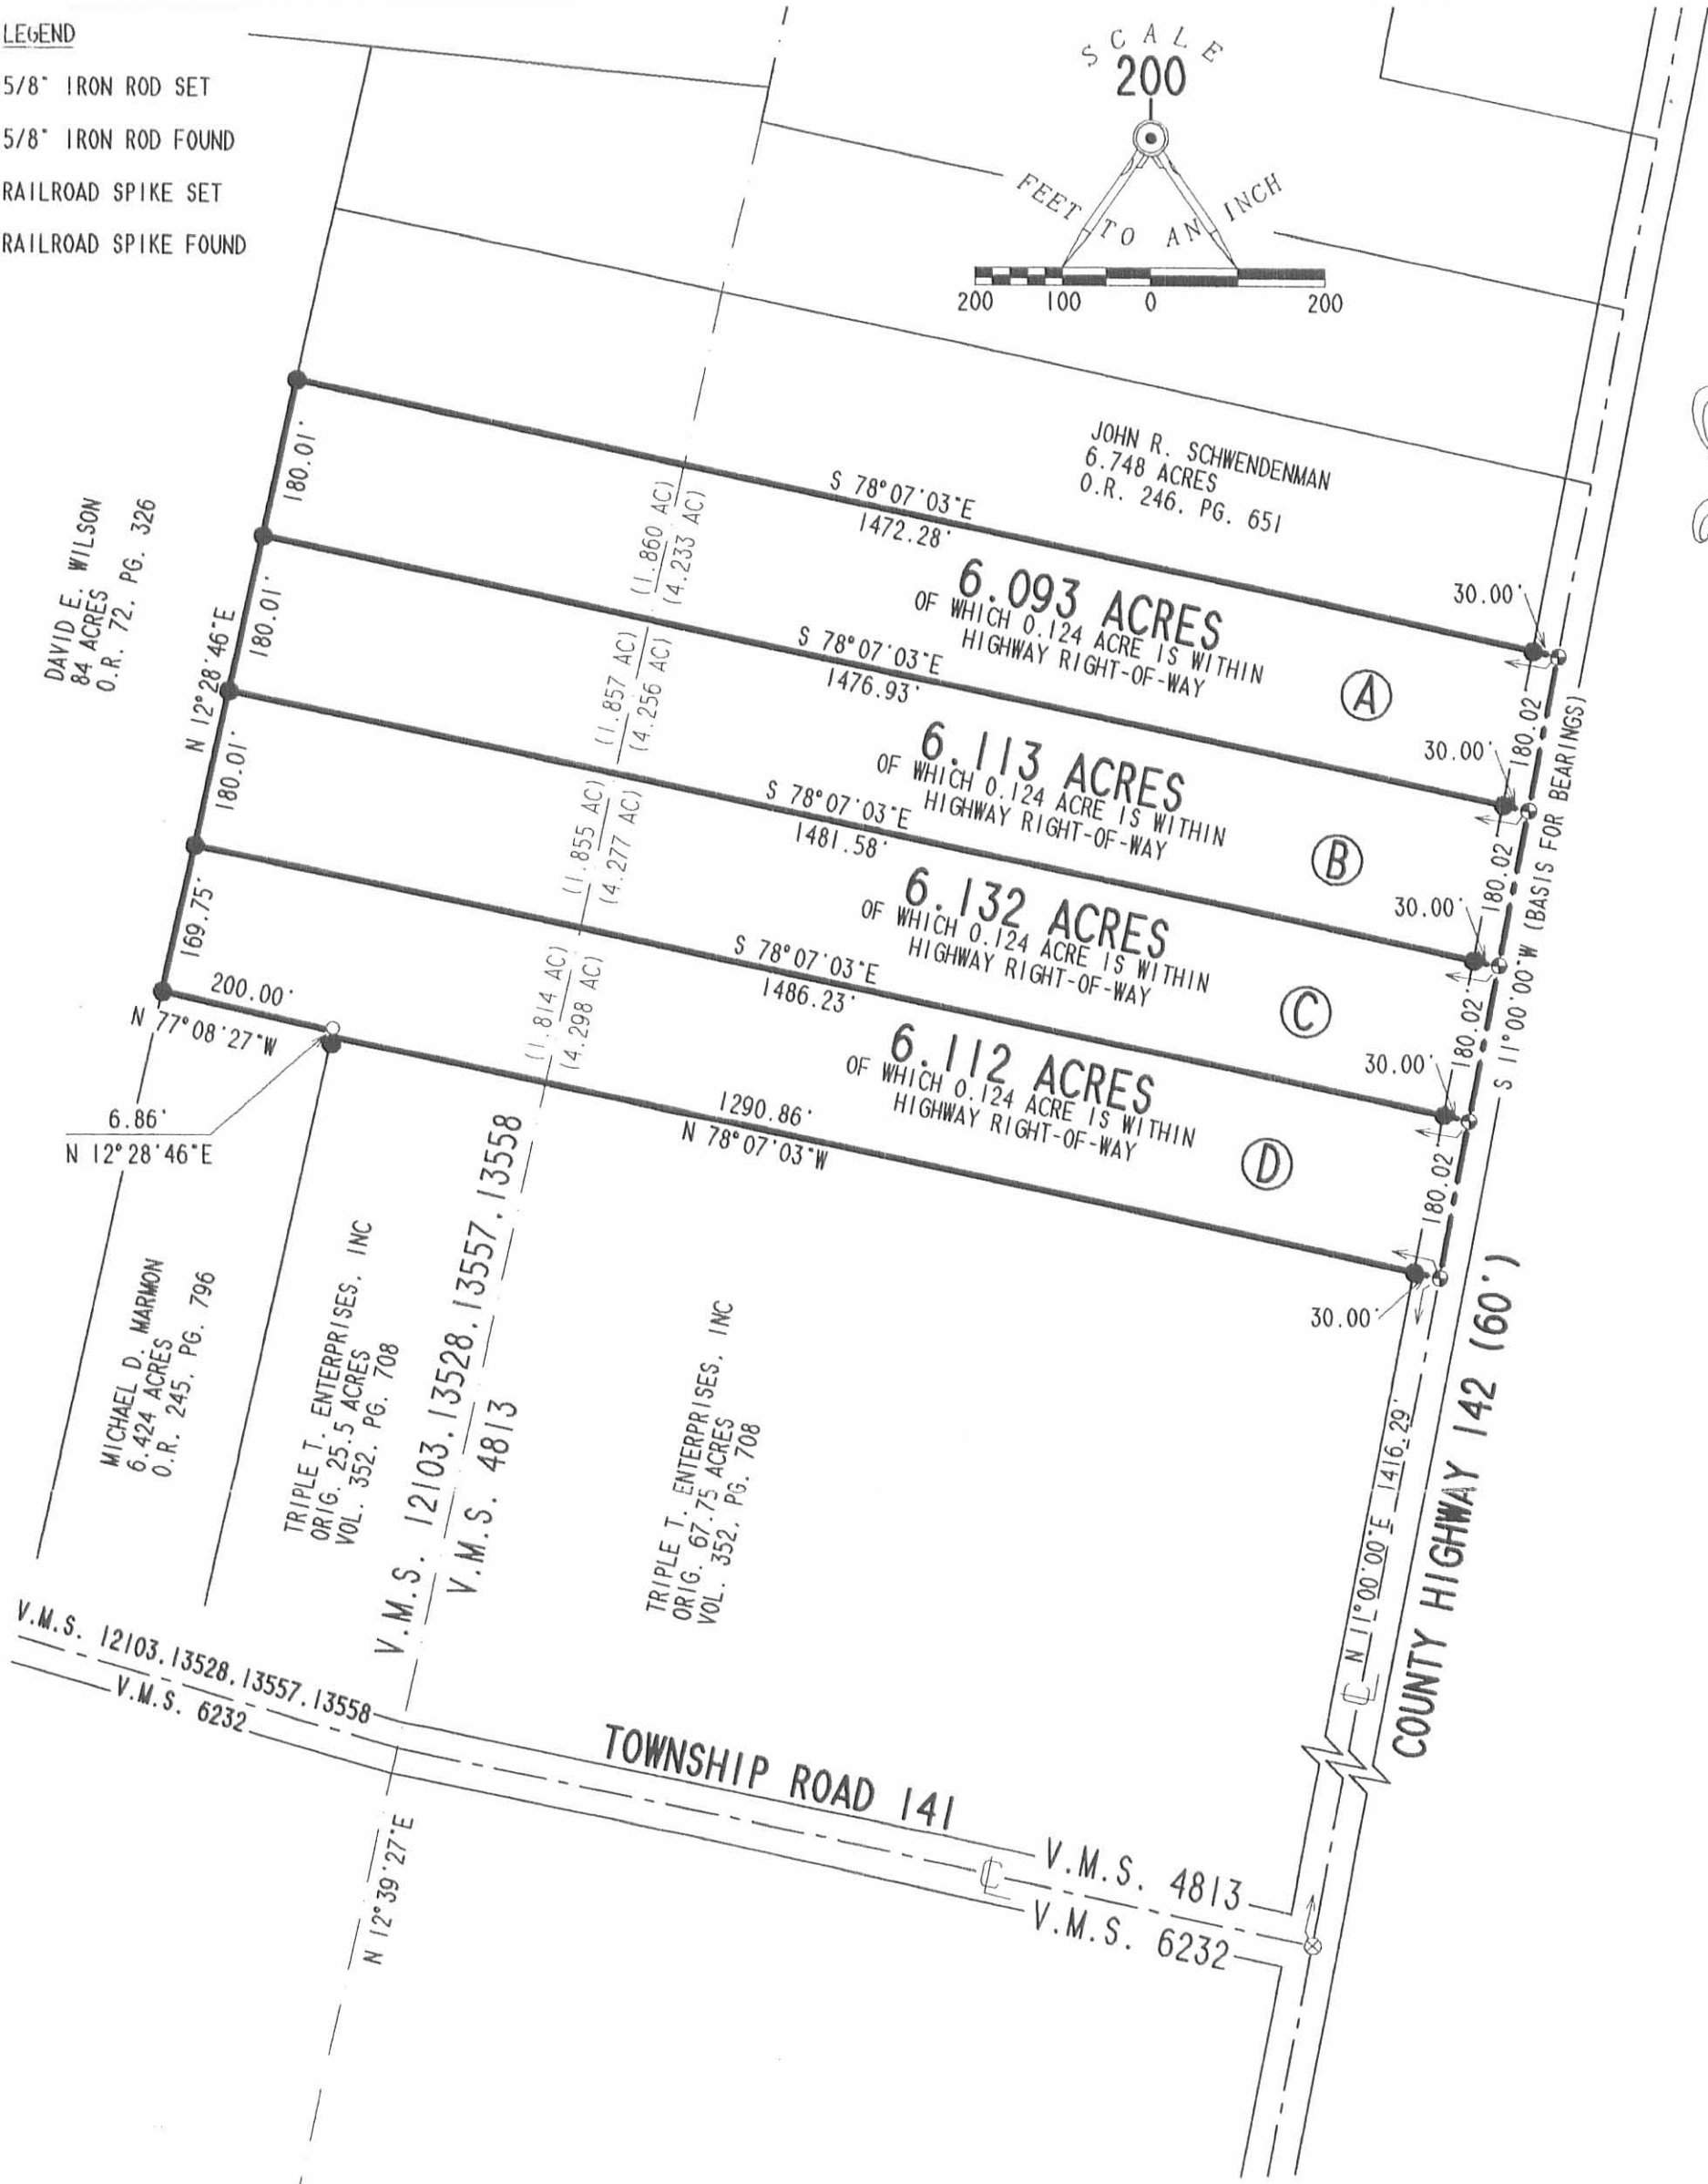 LEGEND
5/8" IRON ROD SET
5/8" IRON ROD FOUND
RAILROAD SPIKE SET
RAILROAD SPIKE FOUND
SCALE
200
FEET TO AN INCH
200 100 0 200
JOHN R. SCHWENDENMAN
6.748 ACRES
O.R. 246, PG. 651
DAVID E. WILSON
84 ACRES
O.R. 72, PG. 326
N 12°28'46"E
180.01'
180.01'
180.01'
169.75'
S 78°07'03"E
1472.28'
30.00'
(1.860 AC)
(4.233 AC)
6.093 ACRES
OF WHICH 0.124 ACRE IS WITHIN
HIGHWAY RIGHT-OF-WAY
A
180.02'
S 78°07'03"E
1476.93'
30.00'
(1.857 AC)
(4.256 AC)
6.113 ACRES
OF WHICH 0.124 ACRE IS WITHIN
HIGHWAY RIGHT-OF-WAY
B
180.02'
S 78°07'03"E
1481.58'
30.00'
(1.855 AC)
(4.277 AC)
6.132 ACRES
OF WHICH 0.124 ACRE IS WITHIN
HIGHWAY RIGHT-OF-WAY
C
180.02'
S 78°07'03"E
1486.23'
30.00'
(1.814 AC)
(4.298 AC)
6.112 ACRES
OF WHICH 0.124 ACRE IS WITHIN
HIGHWAY RIGHT-OF-WAY
D
180.02'
S 11°00'00"W (BASIS FOR BEARINGS)
200.00'
N 77°08'27"W
6.86'
N 12°28'46"E
1290.86'
N 78°07'03"W
30.00'
MICHAEL D. MARMON
6.424 ACRES
O.R. 245, PG. 796
TRIPLE T. ENTERPRISES, INC
ORIG. 25.5 ACRES
VOL. 352, PG. 708
V.M.S. 12103,13528,13557,13558
V.M.S. 4813
TRIPLE T. ENTERPRISES, INC
ORIG. 67.75 ACRES
VOL. 352, PG. 708
CL N 11°00'00"E 1416.29'
COUNTY HIGHWAY 142 (60')
V.M.S. 12103,13528,13557,13558
V.M.S. 6232
TOWNSHIP ROAD 141
CL
V.M.S. 4813
V.M.S. 6232
N 12°39'27"E